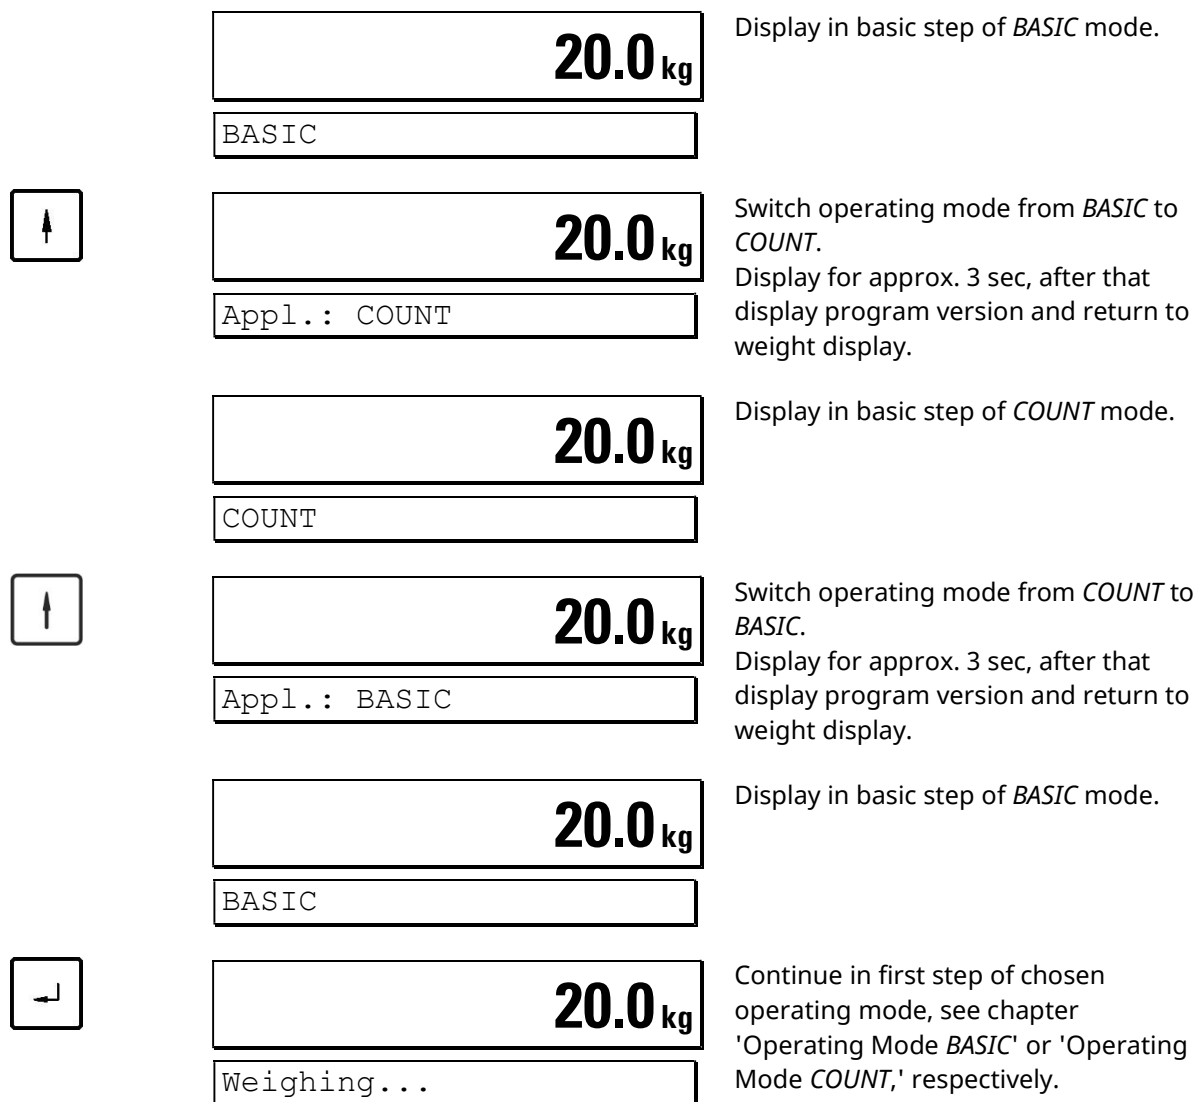 20.0 kg
Display in basic step of BASIC mode.
BASIC
20.0 kg
Switch operating mode from BASIC to
COUNT.
Display for approx. 3 sec, after that
display program version and return to
weight display.
Appl.: COUNT
20.0 kg
Display in basic step of COUNT mode.
COUNT
20.0 kg
Switch operating mode from COUNT to
BASIC.
Display for approx. 3 sec, after that
display program version and return to
weight display.
Appl.: BASIC
20.0 kg
Display in basic step of BASIC mode.
BASIC
20.0 kg
Continue in first step of chosen
operating mode, see chapter
'Operating Mode BASIC' or 'Operating
Mode COUNT,' respectively.
Weighing...